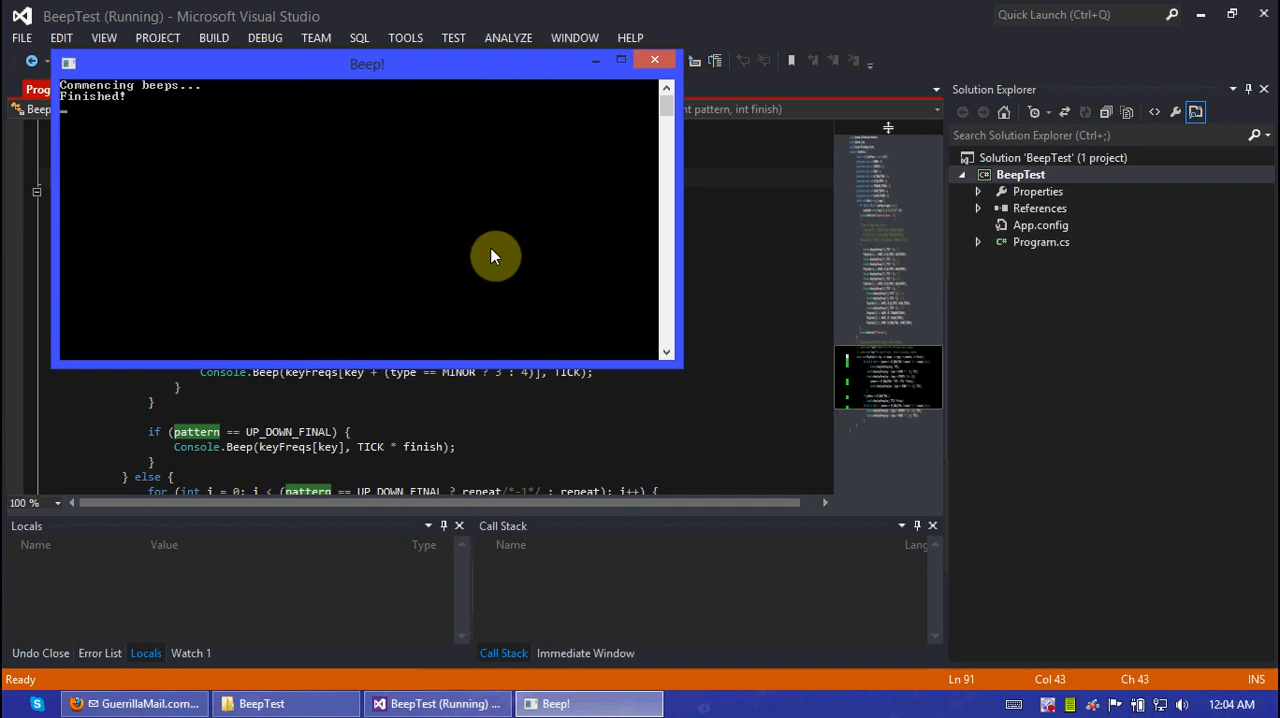 BeepTest (Running) - Microsoft Visual Studio
Quick Launch (Ctrl+Q)
FILE EDIT VIEW PROJECT BUILD DEBUG TEAM SQL TOOLS TEST ANALYZE WINDOW HELP
Beep!
Commencing beeps...
Finished!
Prog
Beep
int pattern, int finish)
Console.Beep(keyFreqs[key + (type == MINOR ? 3 : 4)], TICK);
}
if (pattern == UP_DOWN_FINAL) {
Console.Beep(keyFreqs[key], TICK * finish);
}
} else {
for (int i = 0; i < (pattern == UP_DOWN_FINAL ? repeat/*-1*/ : repeat); i++) {
100 %
Solution Explorer
Search Solution Explorer (Ctrl+;)
Solution 'BeepTest' (1 project)
BeepTest
Properties
References
App.config
Program.cs
Locals
Name Value Type
Call Stack
Name Lang
Undo Close Error List Locals Watch 1
Call Stack Immediate Window
Ready
Ln 91 Col 43 Ch 43 INS
GuerrillaMail.com...
BeepTest
BeepTest (Running) ...
Beep!
12:04 AM